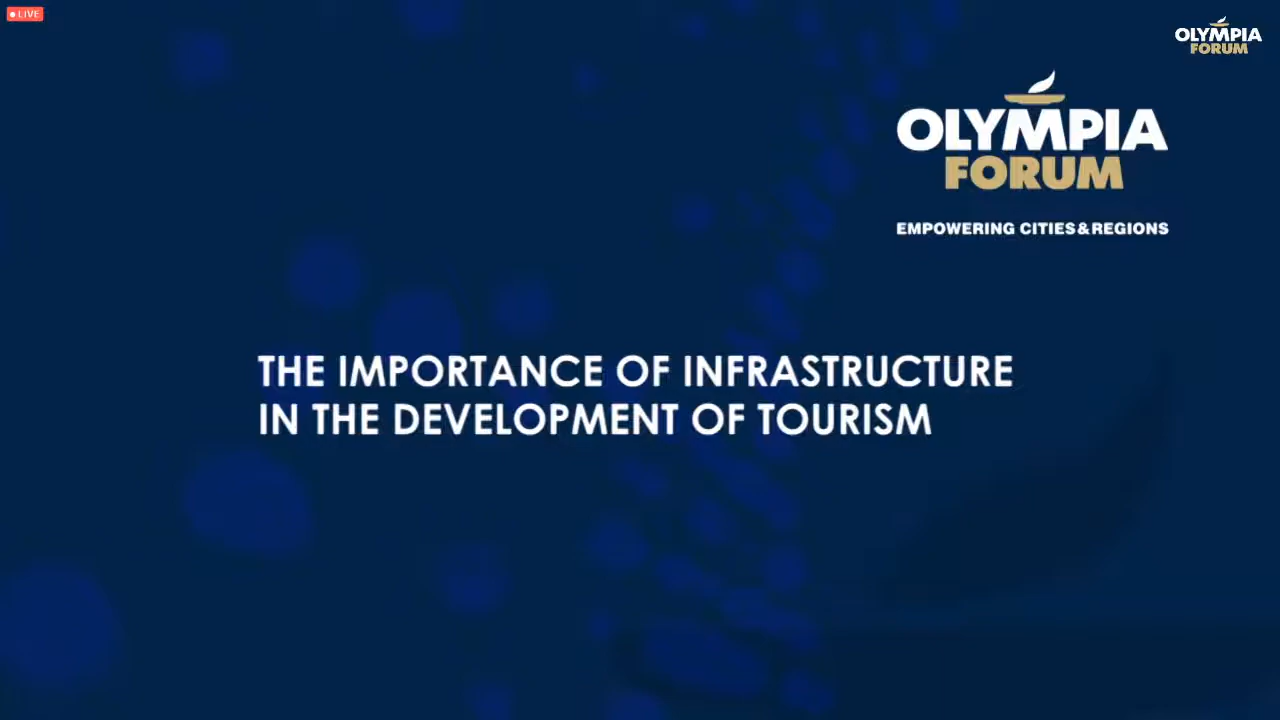 LIVE
OLYMPIA
FORUM
OLYMPIA
FORUM
EMPOWERING CITIES & REGIONS
THE IMPORTANCE OF INFRASTRUCTURE
IN THE DEVELOPMENT OF TOURISM